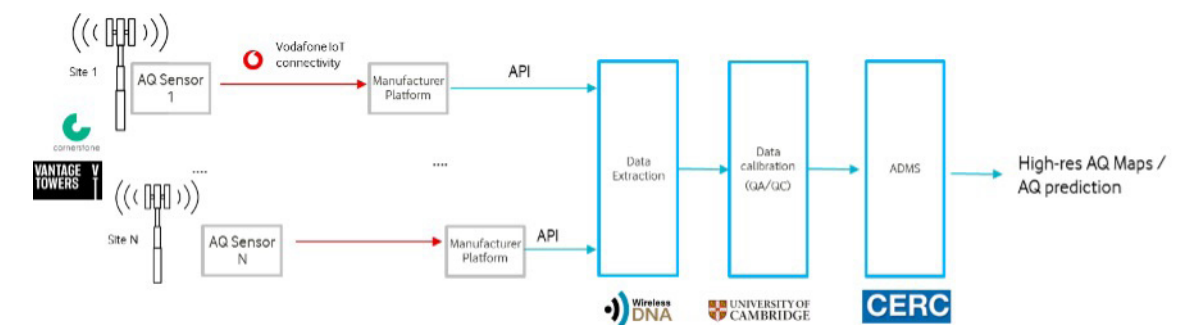 Vodafone IoT
connectivity
Site 1
AQ Sensor
1
Manufacturer
Platform
API
cornerstone
VANTAGE
TOWERS
V
T
....
....
Data
Extraction
Data
calibration
(QA/QC)
ADMS
High-res AQ Maps /
AQ prediction
Site N
AQ Sensor
N
Manufacturer
Platform
API
Wireless
DNA
UNIVERSITY OF
CAMBRIDGE
CERC